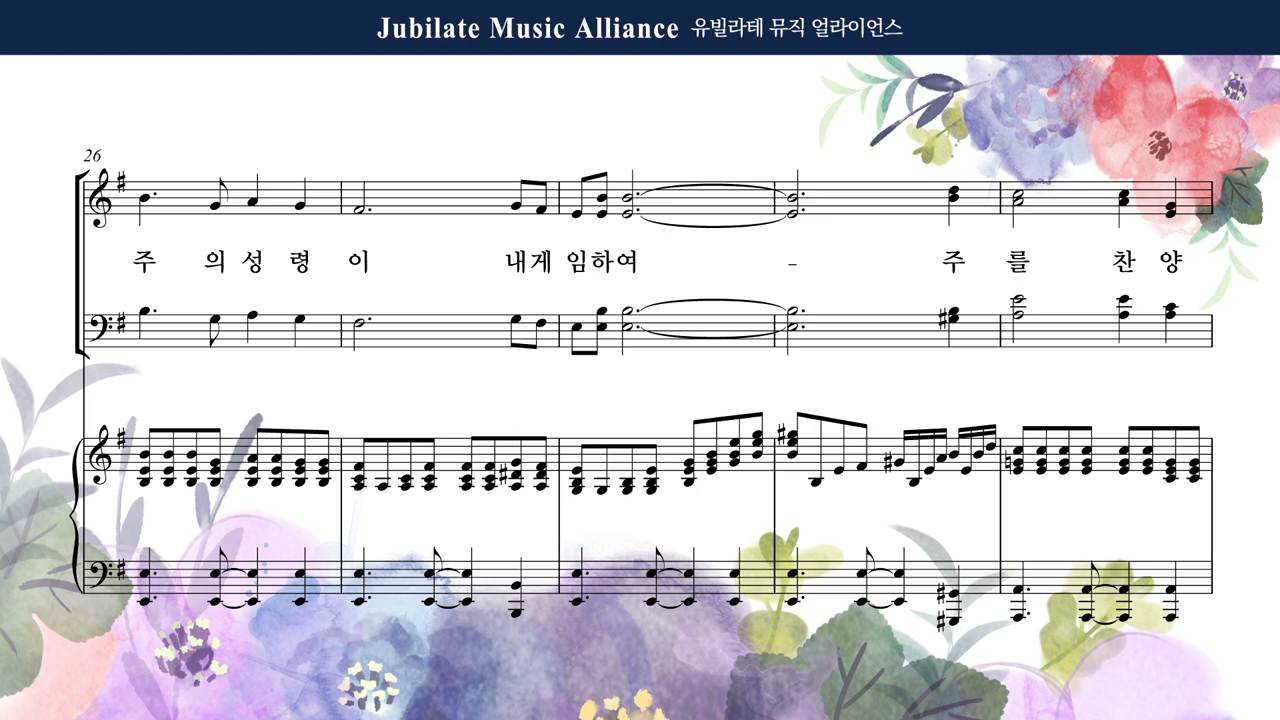 Jubilate Music Alliance 유빌라테 뮤직 얼라이언스
26
주 의 성 령 이 내게 임하여 - 주 를 찬 양